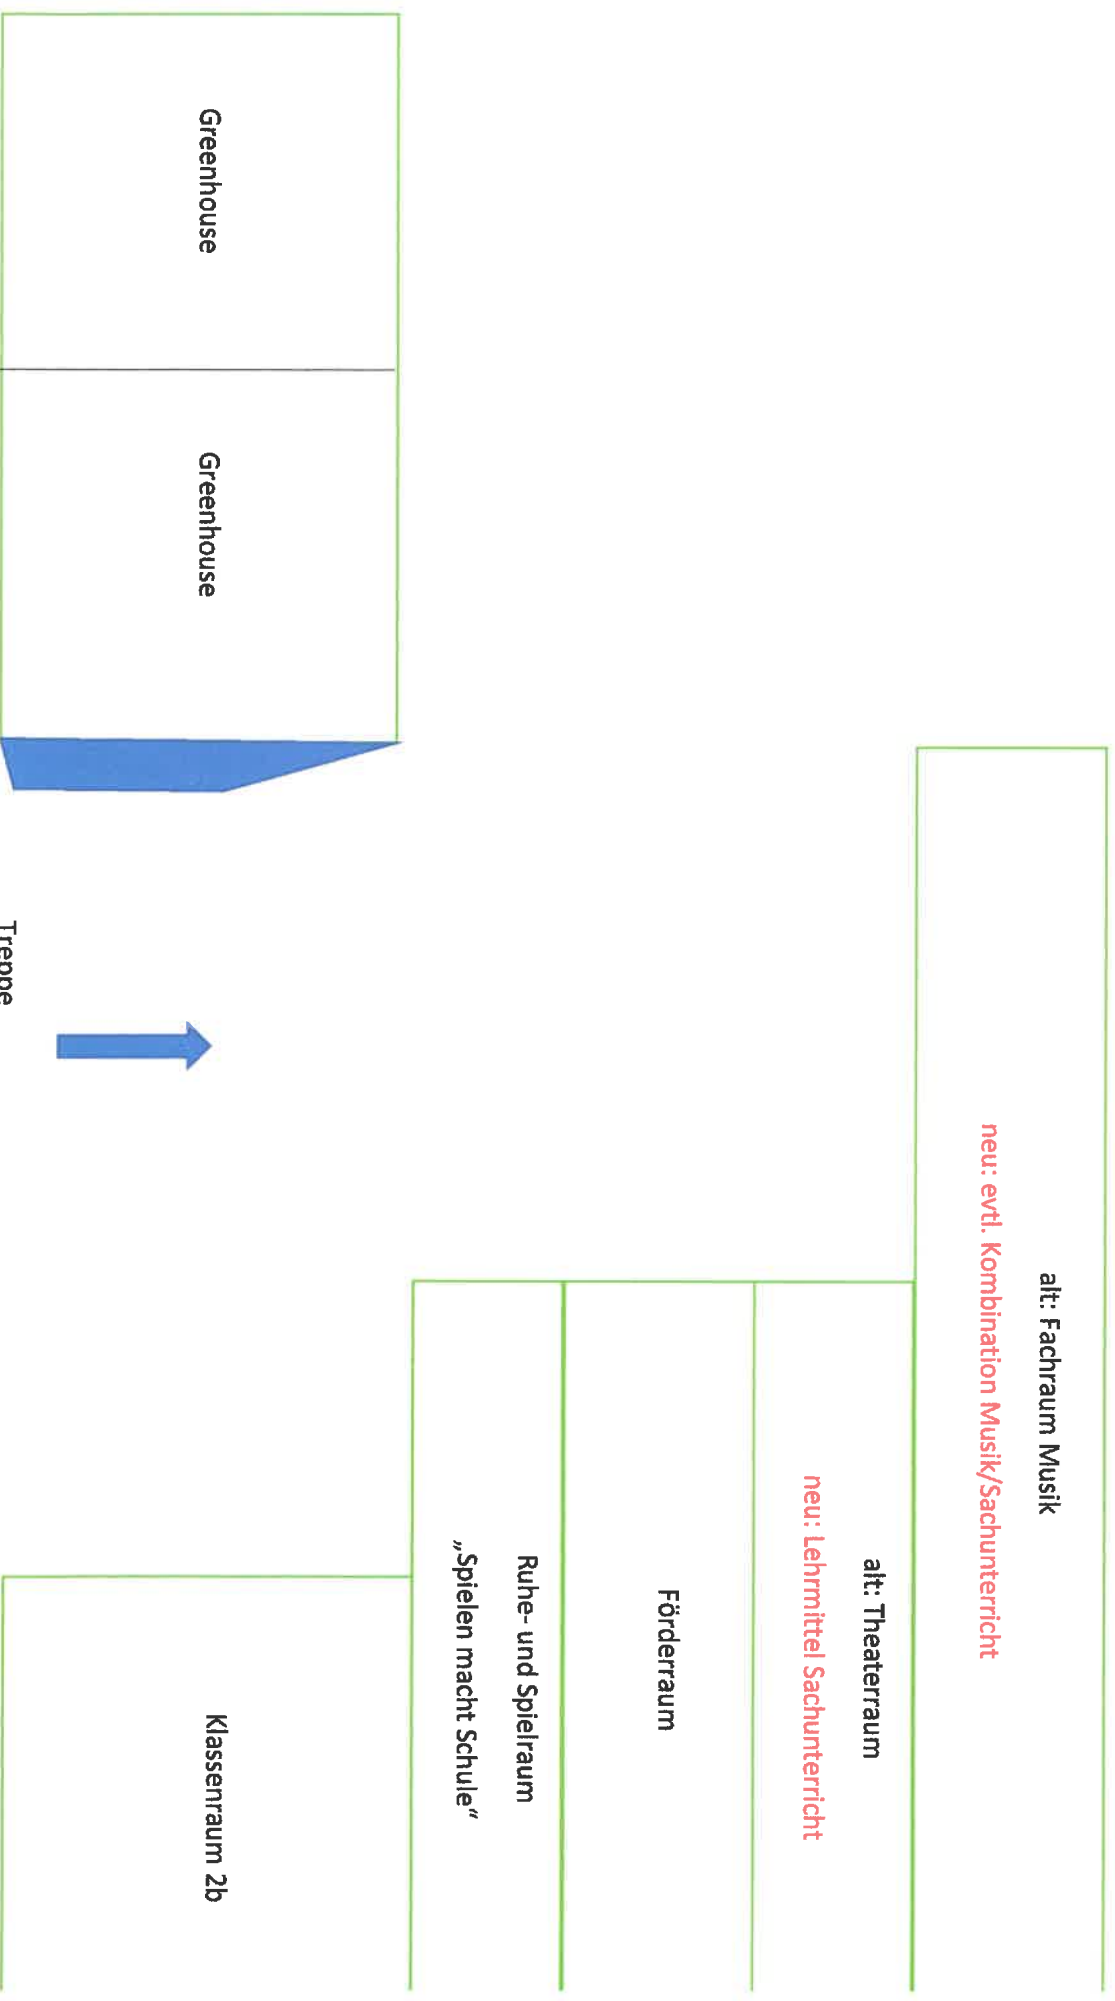 alt: Fachraum Musik
neu: evtl. Kombination Musik/Sachunterricht
alt: Theaterraum
neu: Lehrmittel Sachunterricht
Förderraum
Ruhe- und Spielraum
„Spielen macht Schule“
Greenhouse
Greenhouse
Klassenraum 2b
Treppe